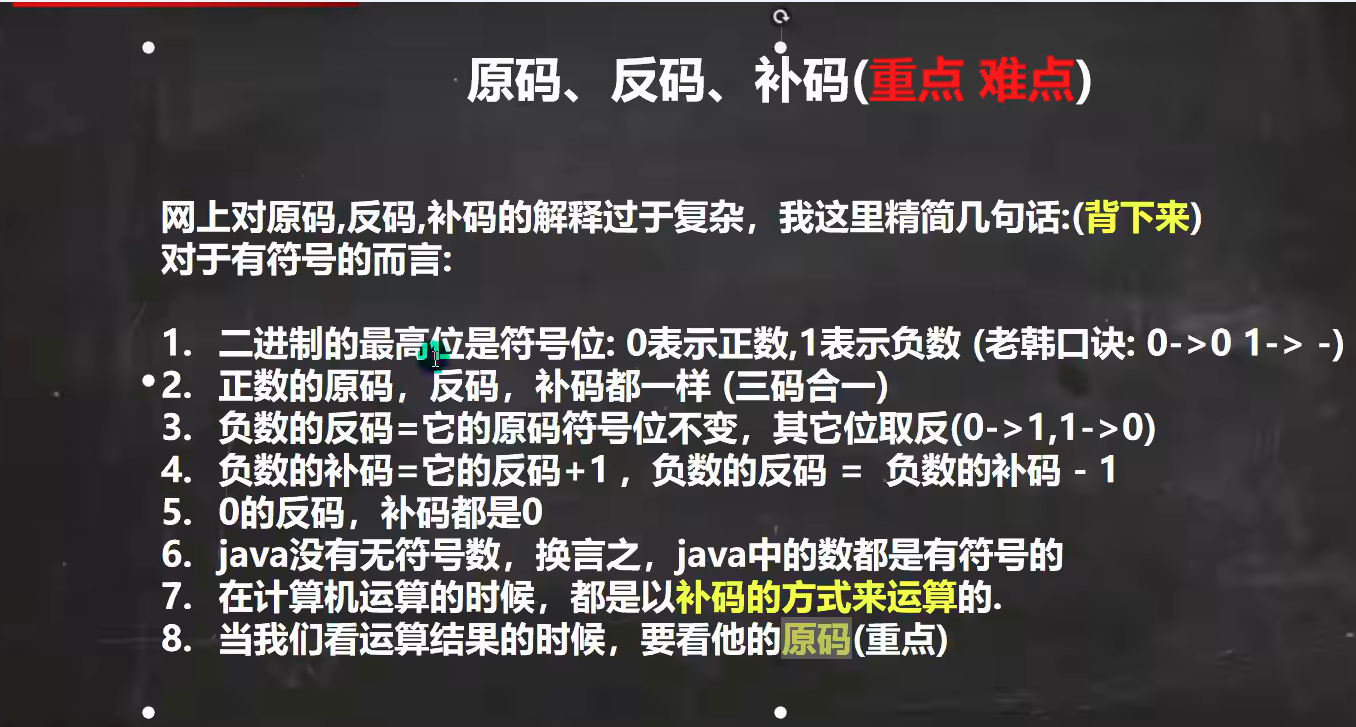 原码、反码、补码(重点 难点)
网上对原码,反码,补码的解释过于复杂，我这里精简几句话:(背下来)
对于有符号的而言:
1. 二进制的最高位是符号位: 0表示正数,1表示负数 (老韩口诀: 0->0 1-> -)
2. 正数的原码，反码，补码都一样 (三码合一)
3. 负数的反码=它的原码符号位不变，其它位取反(0->1,1->0)
4. 负数的补码=它的反码+1，负数的反码 = 负数的补码 - 1
5. 0的反码，补码都是0
6. java没有无符号数，换言之，java中的数都是有符号的
7. 在计算机运算的时候，都是以补码的方式来运算的.
8. 当我们看运算结果的时候，要看他的原码(重点)